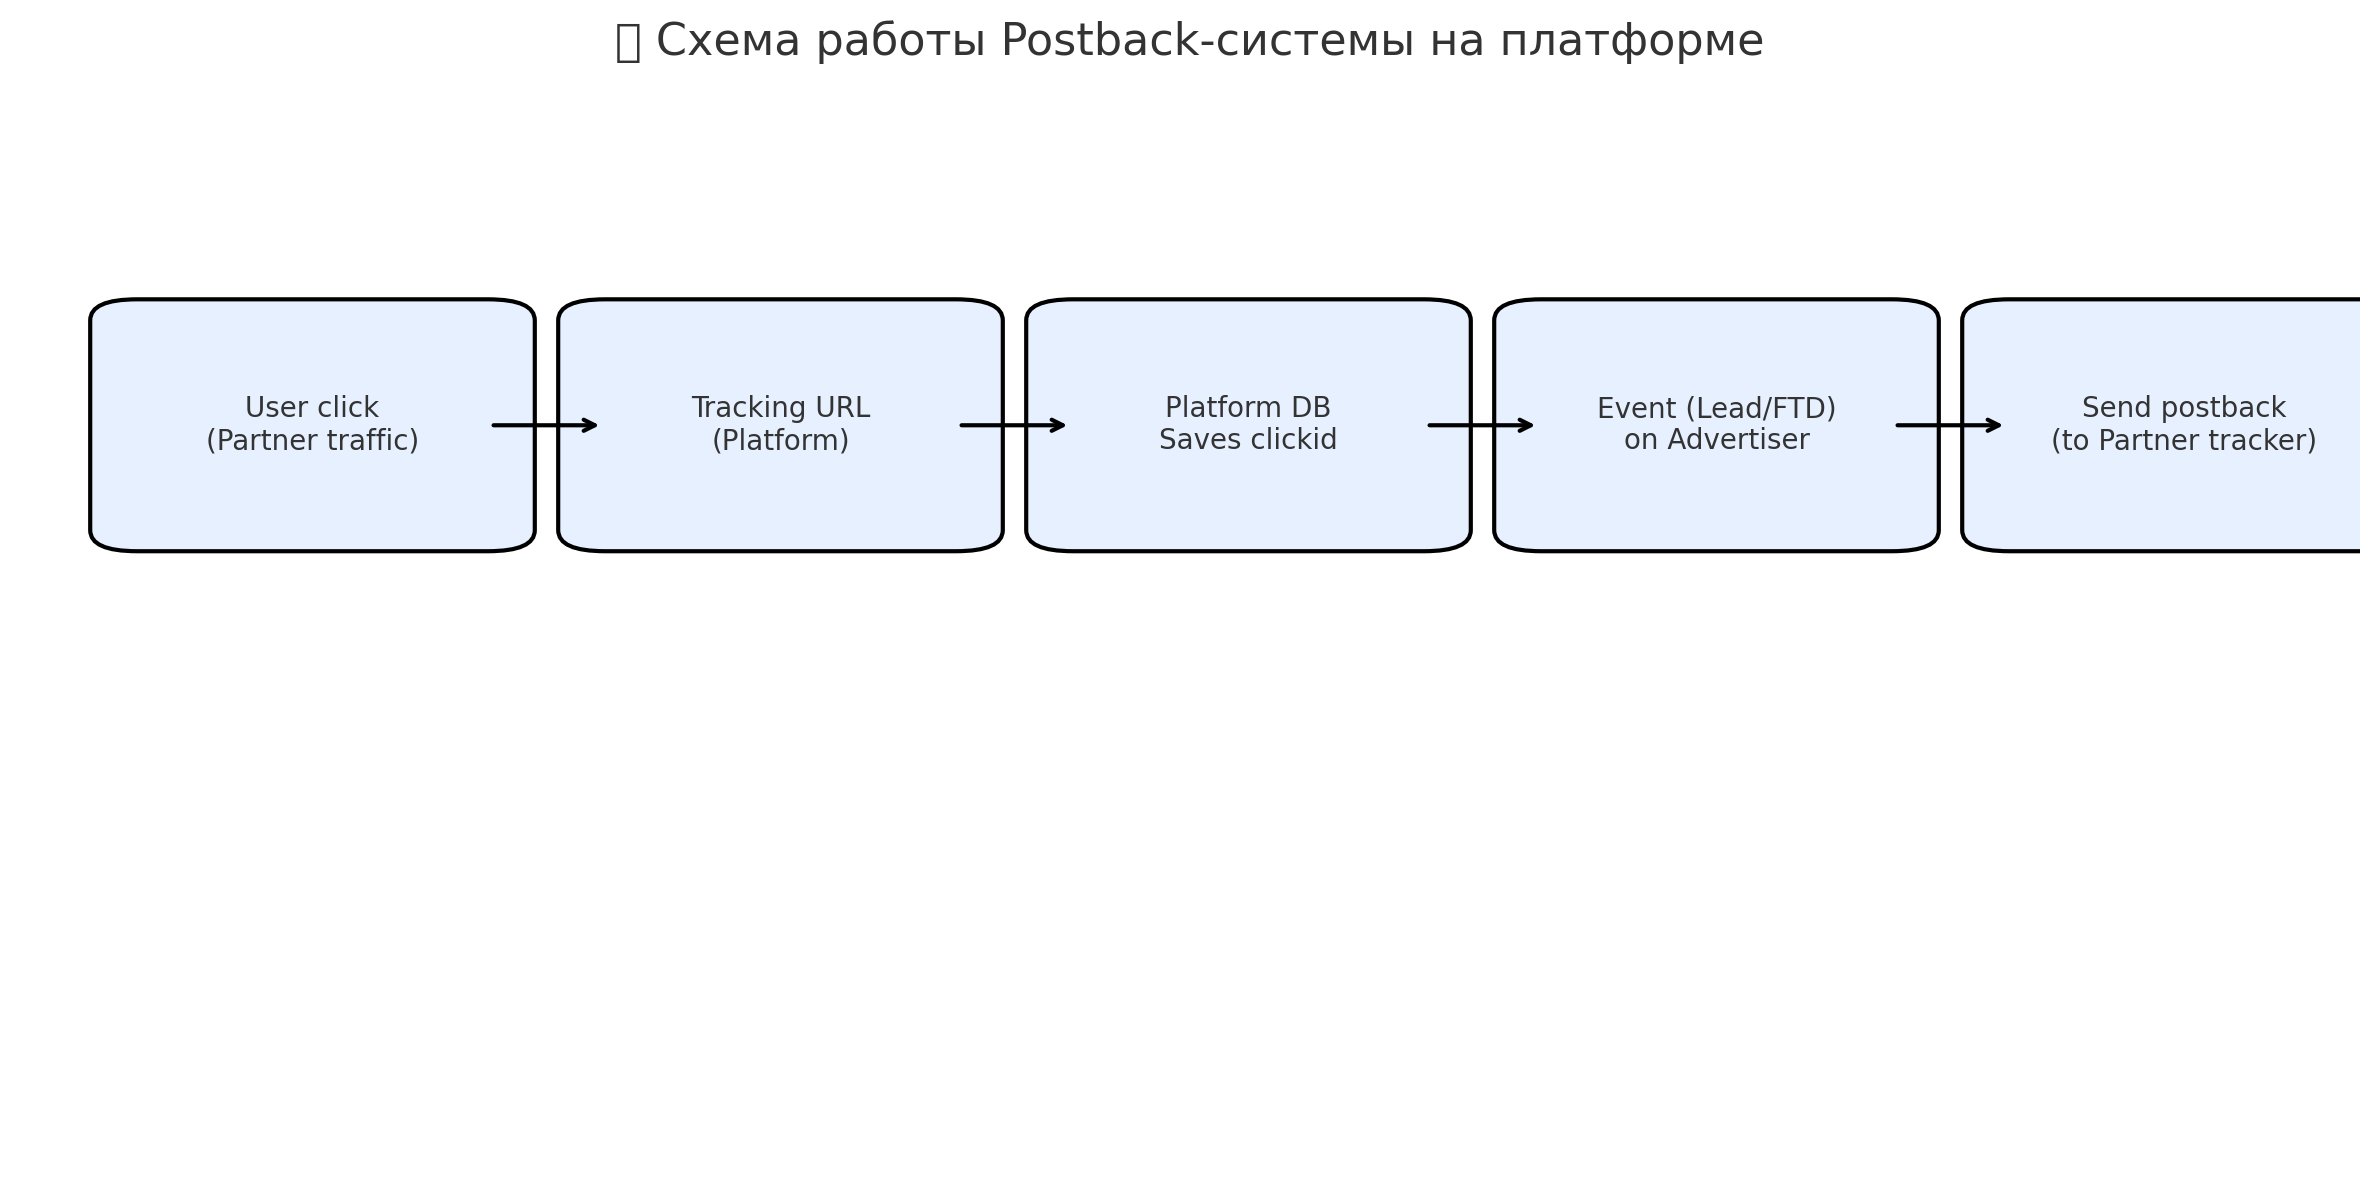 Схема работы Postback-системы на платформе
User click
(Partner traffic)
Tracking URL
(Platform)
Platform DB
Saves clickid
Event (Lead/FTD)
on Advertiser
Send postback
(to Partner tracker)